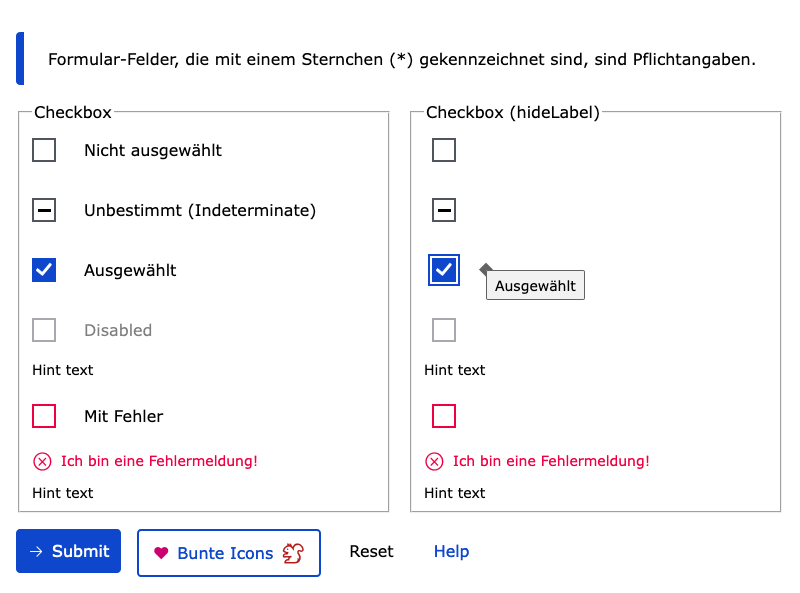 Formular-Felder, die mit einem Sternchen (*) gekennzeichnet sind, sind Pflichtangaben.
Checkbox
Nicht ausgewählt
Unbestimmt (Indeterminate)
Ausgewählt
Disabled
Hint text
Mit Fehler
Ich bin eine Fehlermeldung!
Hint text
Checkbox (hideLabel)
Ausgewählt
Hint text
Ich bin eine Fehlermeldung!
Hint text
Submit
Bunte Icons
Reset
Help